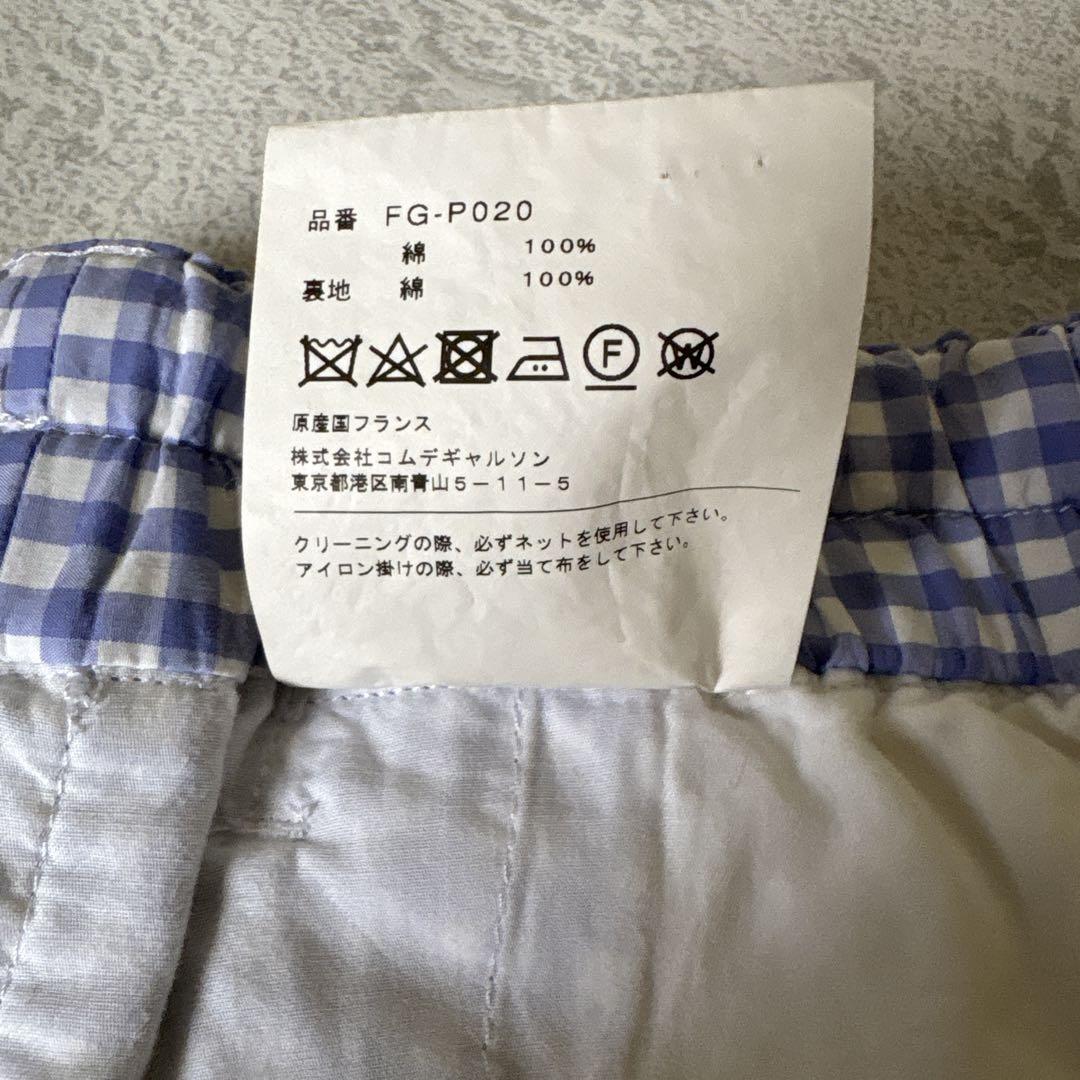 品番 FG-P020
綿 100%
裏地 綿 100%
F W
原産国フランス
株式会社コムデギャルソン
東京都港区南青山5-11-5
クリーニングの際、必ずネットを使用して下さい。
アイロン掛けの際、必ず当て布をして下さい。